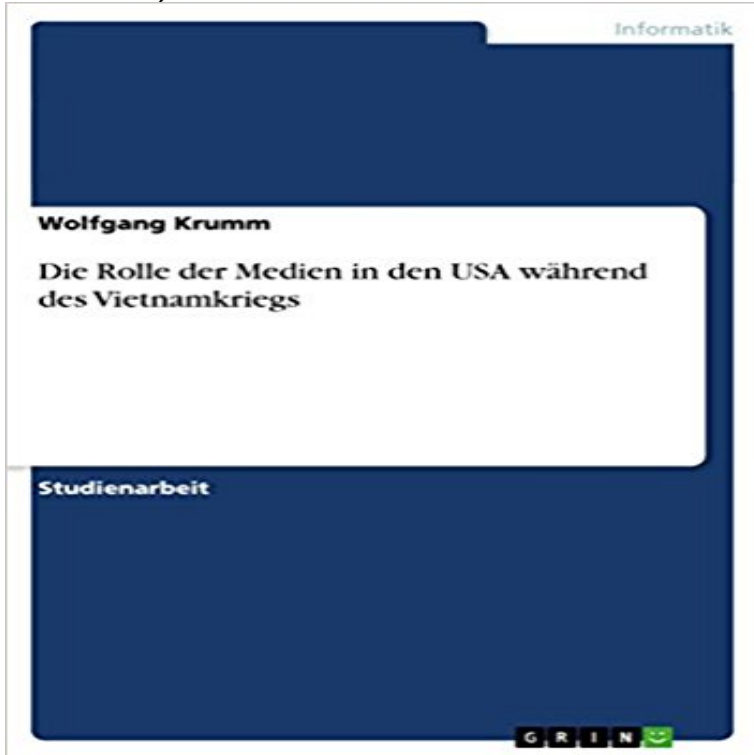 Informatik
Wolfgang Krumm
Die Rolle der Medien in den USA während
des Vietnamkriegs
Studienarbeit
GRIN